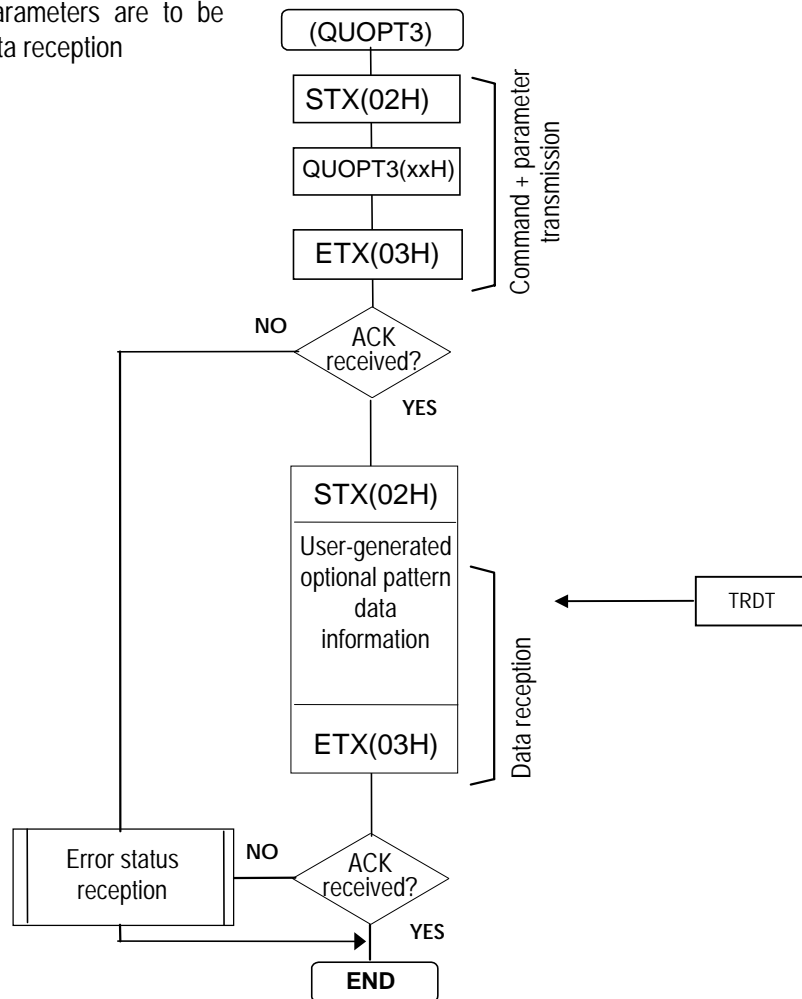 arameters are to be
ta reception
(QUOPT3)
STX(02H)
QUOPT3(xxH)
ETX(03H)
Command + parameter
transmission
NO
ACK
received?
YES
STX(02H)
User-generated
optional pattern
data
information
ETX(03H)
Data reception
TRDT
Error status
reception
NO
ACK
received?
YES
END